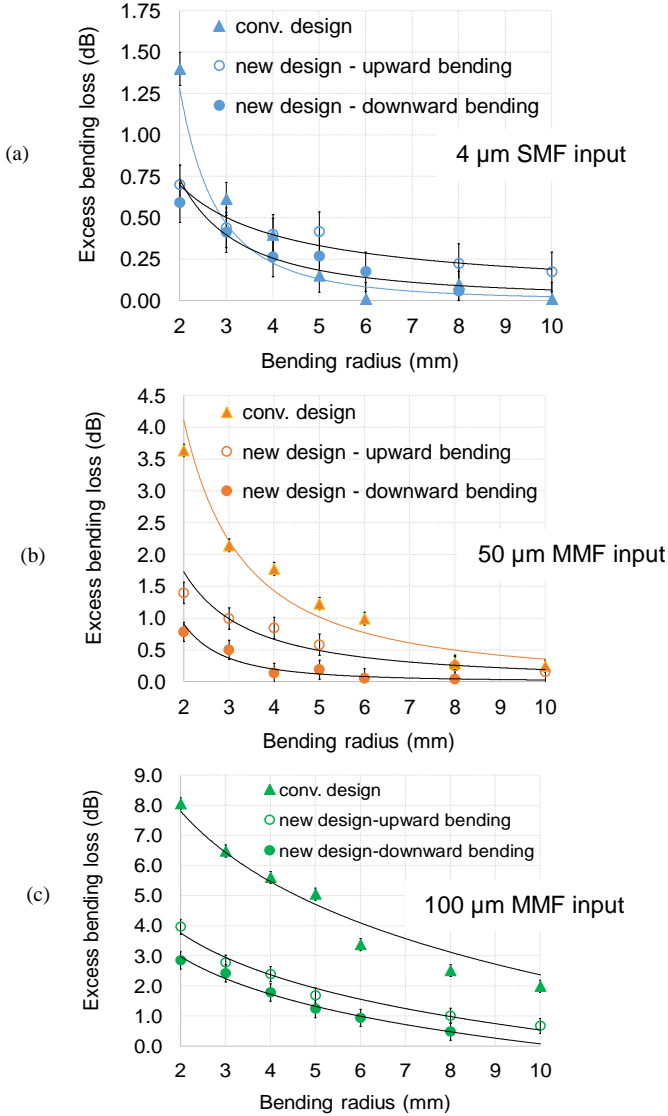 (a)
Excess bending loss (dB)
1.75
1.50
1.25
1.00
0.75
0.50
0.25
0.00
conv. design
new design - upward bending
new design - downward bending
4 µm SMF input
2 3 4 5 6 7 8 9 10
Bending radius (mm)
(b)
Excess bending loss (dB)
4.5
4.0
3.5
3.0
2.5
2.0
1.5
1.0
0.5
0.0
conv. design
new design - upward bending
new design - downward bending
50 µm MMF input
2 3 4 5 6 7 8 9 10
Bending radius (mm)
(c)
Excess bending loss (dB)
9.0
8.0
7.0
6.0
5.0
4.0
3.0
2.0
1.0
0.0
conv. design
new design-upward bending
new design-downward bending
100 µm MMF input
2 3 4 5 6 7 8 9 10
Bending radius (mm)